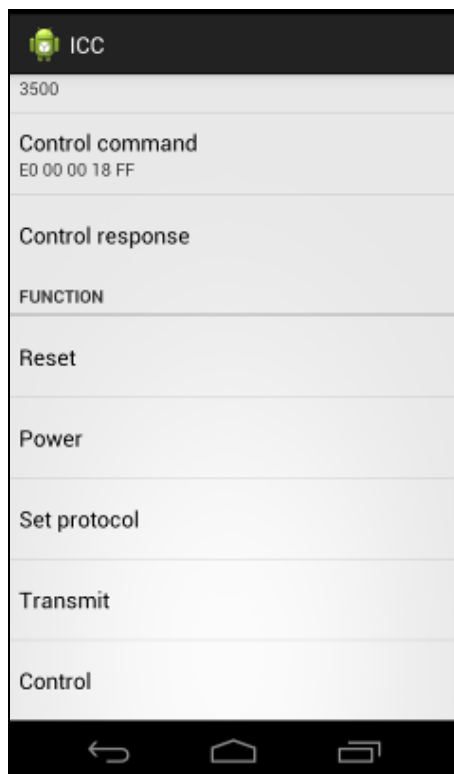 ICC
3500
Control command
E0 00 00 18 FF
Control response
FUNCTION
Reset
Power
Set protocol
Transmit
Control